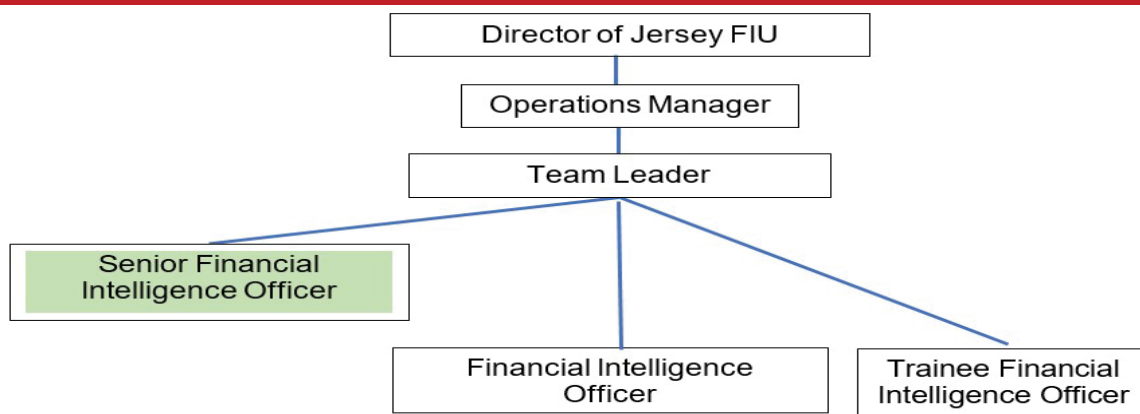 Director of Jersey FIU
Operations Manager
Team Leader
Senior Financial
Intelligence Officer
Financial Intelligence
Officer
Trainee Financial
Intelligence Officer